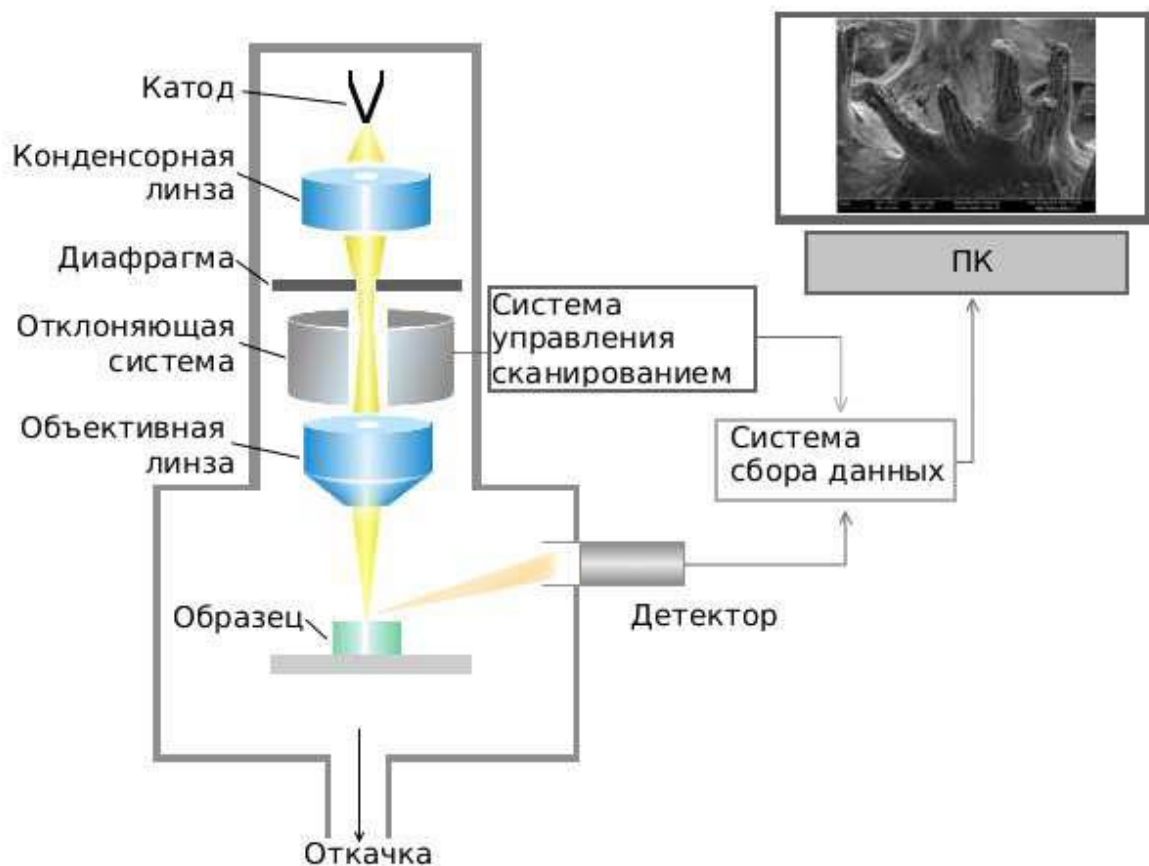 Катод
Конденсорная
линза
Диафрагма
Отклоняющая
система
Объективная
линза
Образец
Откачка
Система
управления
сканированием
Система
сбора данных
Детектор
ПК